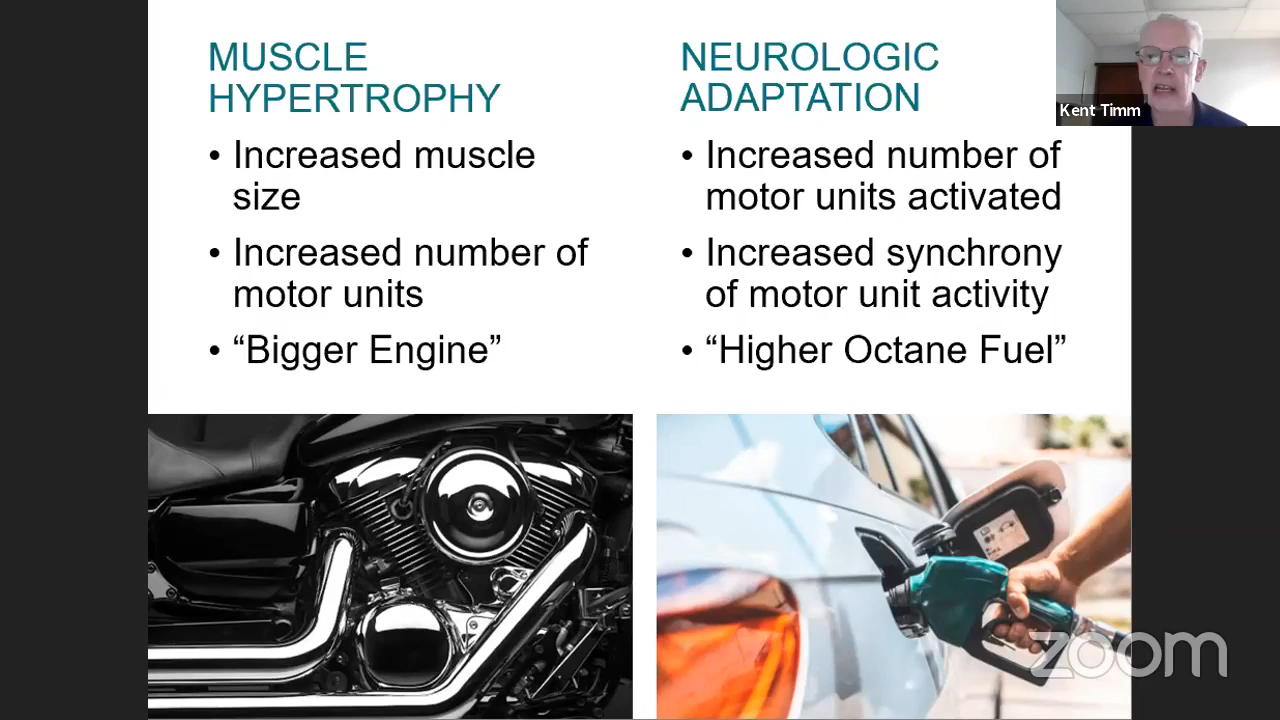 MUSCLE
HYPERTROPHY
• Increased muscle
size
• Increased number of
motor units
• “Bigger Engine”
NEUROLOGIC
ADAPTATION
• Increased number of
motor units activated
• Increased synchrony
of motor unit activity
• “Higher Octane Fuel”
Kent Timm
zoom